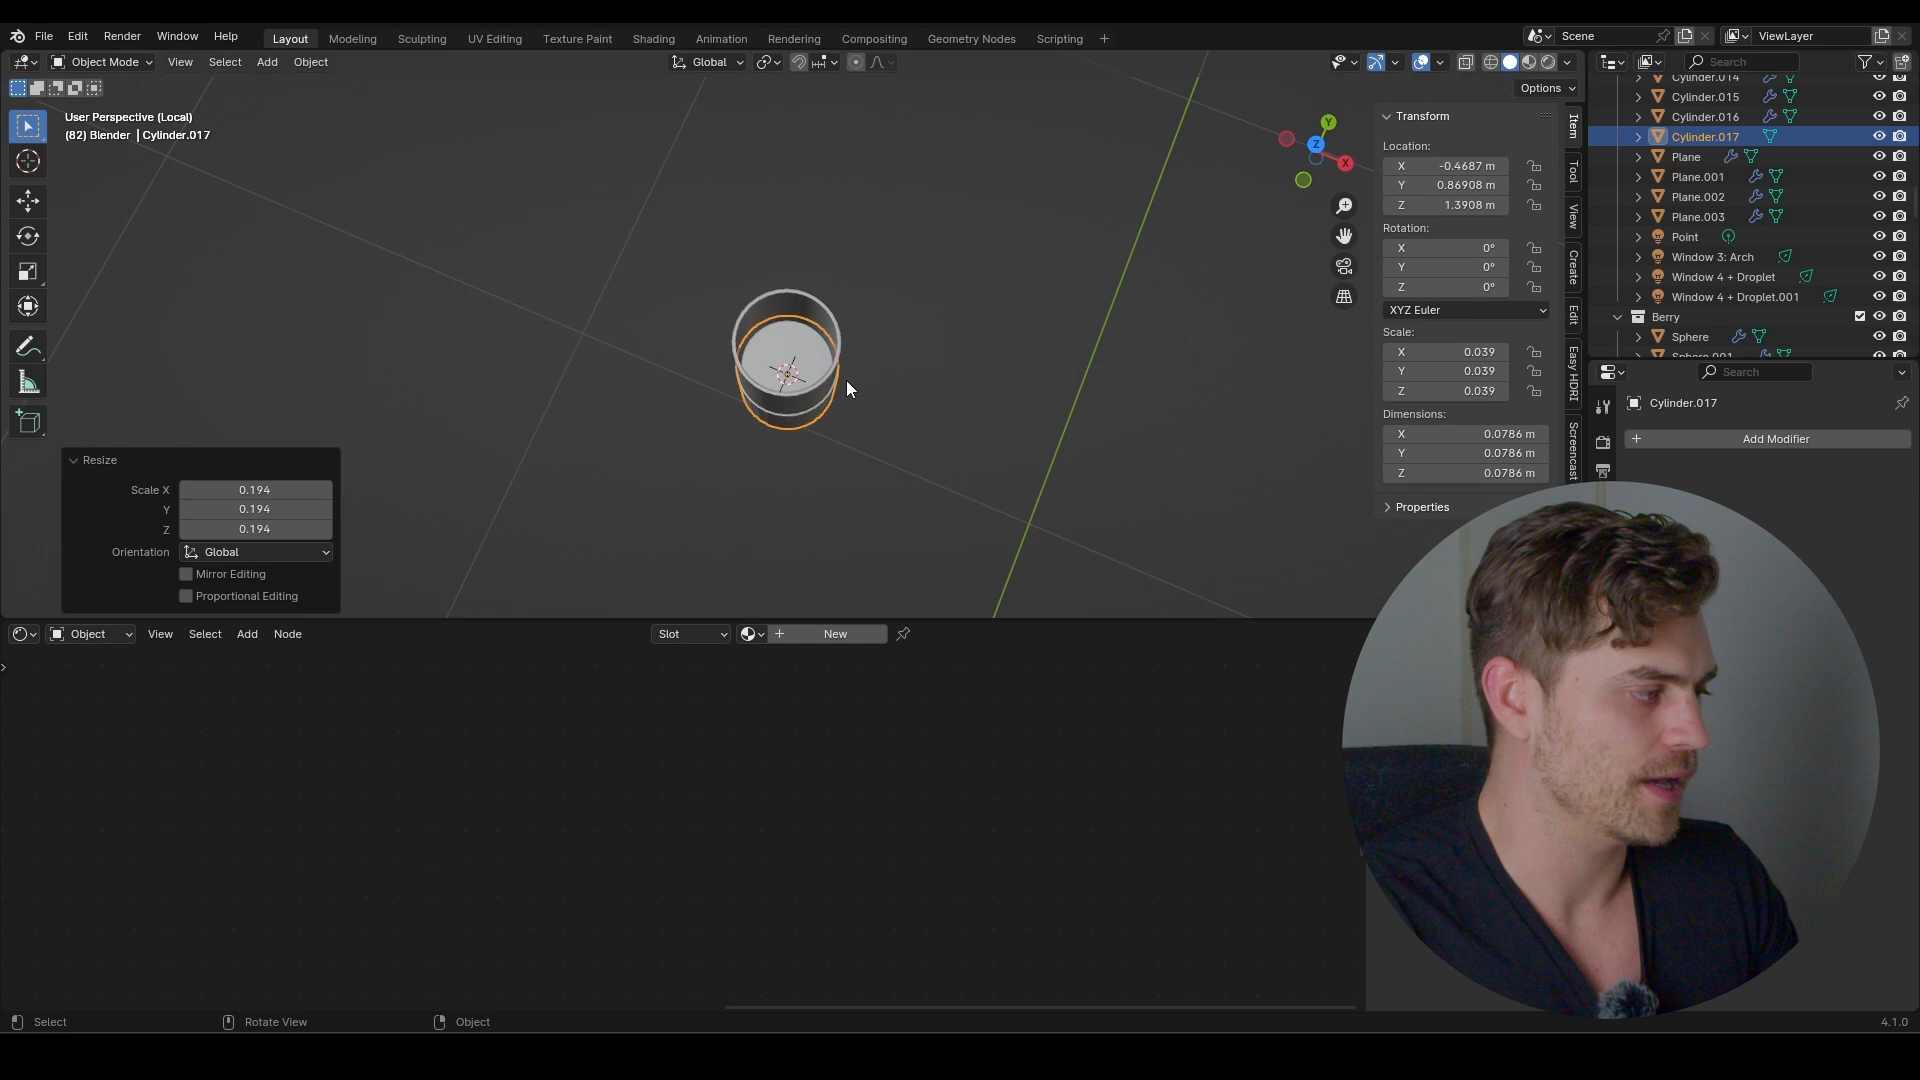 File Edit Render Window Help
Layout Modeling Sculpting UV Editing Texture Paint Shading Animation Rendering Compositing Geometry Nodes Scripting +
Scene
ViewLayer
Object Mode View Select Add Object
Global
Search
Options
User Perspective (Local)
(82) Blender | Cylinder.017
Y
Z
X
Item
Tool
View
Create
Edit
Easy HDRI
Screencast
Transform
Location:
X -0.4687 m
Y 0.86908 m
Z 1.3908 m
Rotation:
X 0°
Y 0°
Z 0°
XYZ Euler
Scale:
X 0.039
Y 0.039
Z 0.039
Dimensions:
X 0.0786 m
Y 0.0786 m
Z 0.0786 m
Properties
Cylinder.014
Cylinder.015
Cylinder.016
Cylinder.017
Plane
Plane.001
Plane.002
Plane.003
Point
Window 3: Arch
Window 4 + Droplet
Window 4 + Droplet.001
Berry
Sphere
Sphere.001
Search
Cylinder.017
+ Add Modifier
Resize
Scale X 0.194
Y 0.194
Z 0.194
Orientation Global
Mirror Editing
Proportional Editing
Object View Select Add Node
Slot
+ New
Select
Rotate View
Object
4.1.0